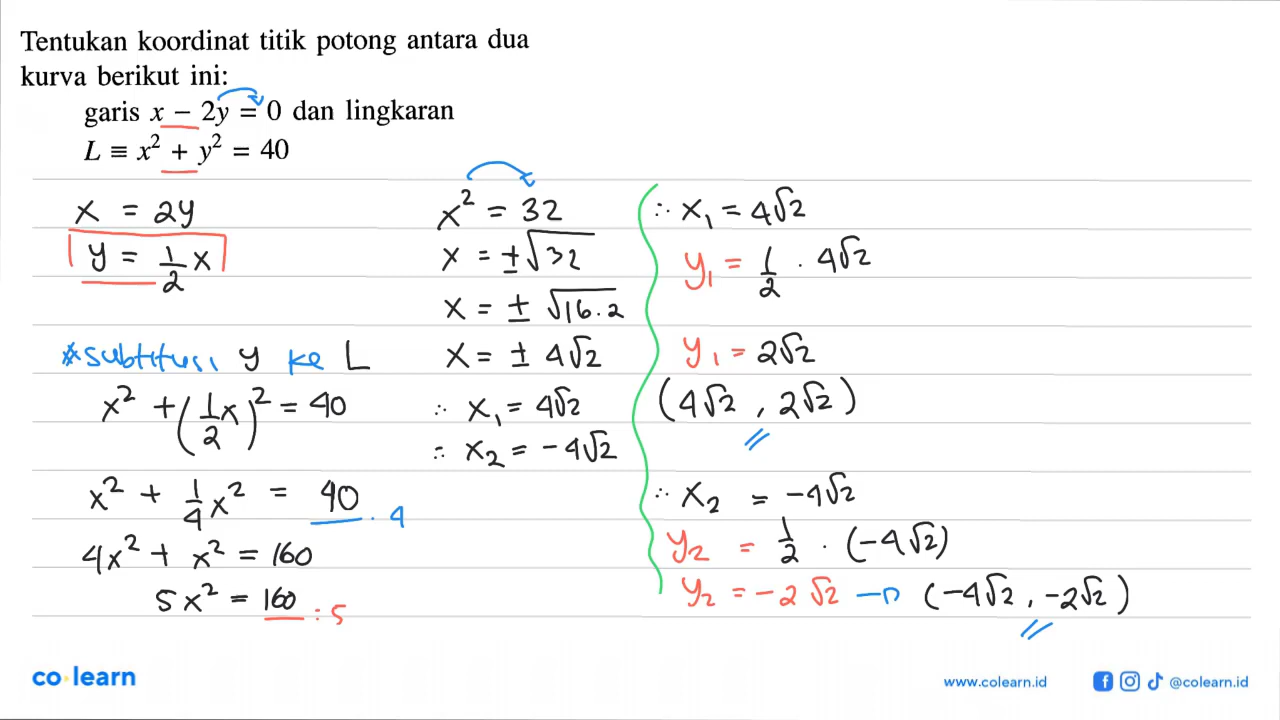 Tentukan koordinat titik potong antara dua
kurva berikut ini:
garis x − 2y = 0 dan lingkaran
L ≡ x² + y² = 40
x = 2y
y = 1/2 x
*subtitusi y ke L
x² + (1/2 x)² = 40
x² + 1/4 x² = 40 . 4
4x² + x² = 160
5x² = 160 : 5
x² = 32
x = ±√32
x = ± √16.2
x = ± 4√2
∴ x₁ = 4√2
∴ x₂ = −4√2
∴ x₁ = 4√2
y₁ = 1/2 . 4√2
y₁ = 2√2
(4√2 , 2√2)
∴ x₂ = −4√2
y₂ = 1/2 . (−4√2)
y₂ = −2√2 → (−4√2 , −2√2)
co·learn
www.colearn.id
@colearn.id